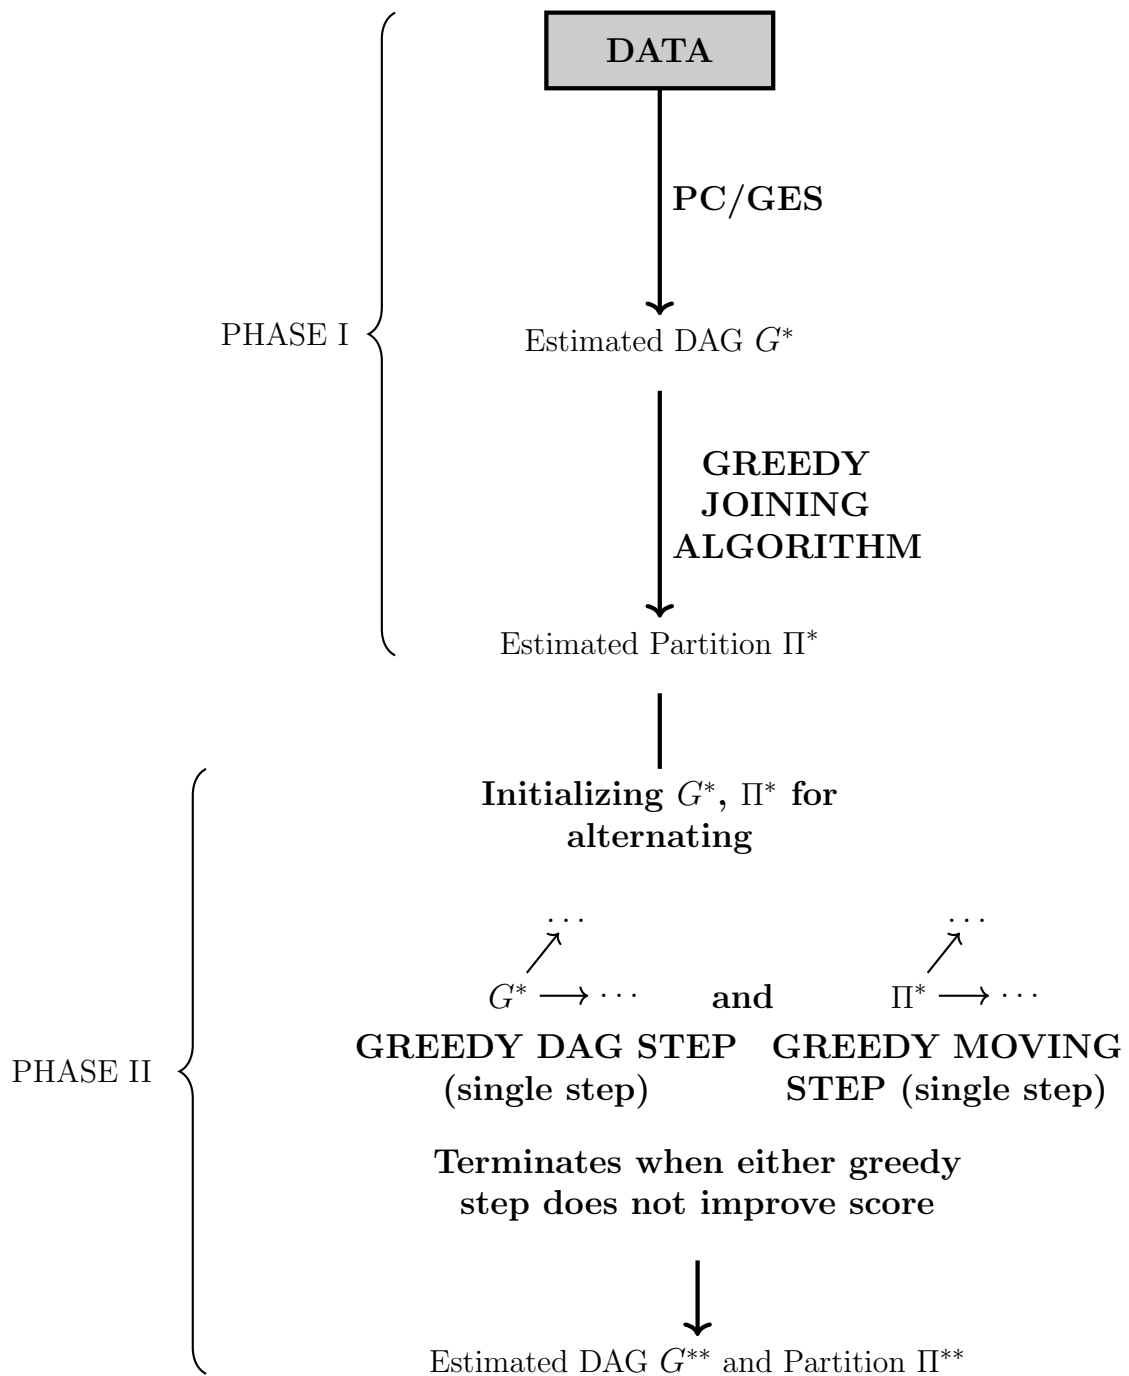 DATA
PC/GES
PHASE I
Estimated DAG G*
GREEDY
JOINING
ALGORITHM
Estimated Partition Π*
Initializing G*, Π* for
alternating
··· ···
G* ··· and Π* ···
GREEDY DAG STEP GREEDY MOVING
PHASE II
(single step) STEP (single step)
Terminates when either greedy
step does not improve score
Estimated DAG G** and Partition Π**